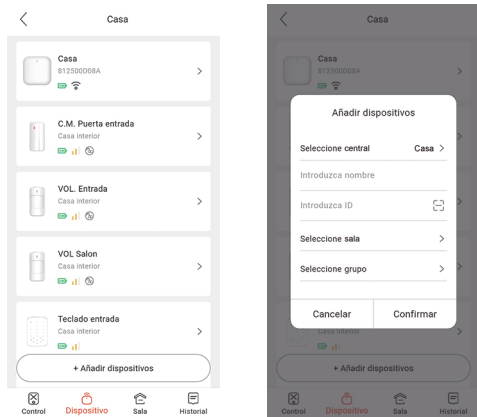 Casa
Casa
812500D08A
C.M. Puerta entrada
Casa interior
VOL. Entrada
Casa interior
VOL Salon
Casa interior
Teclado entrada
Casa interior
+ Añadir dispositivos
Control
Dispositivo
Sala
Historial
Casa
Casa
812500D08A
Añadir dispositivos
Seleccione central
Casa
Introduzca nombre
Introduzca ID
Seleccione sala
Seleccione grupo
Cancelar
Confirmar
Casa interior
+ Añadir dispositivos
Control
Dispositivo
Sala
Historial